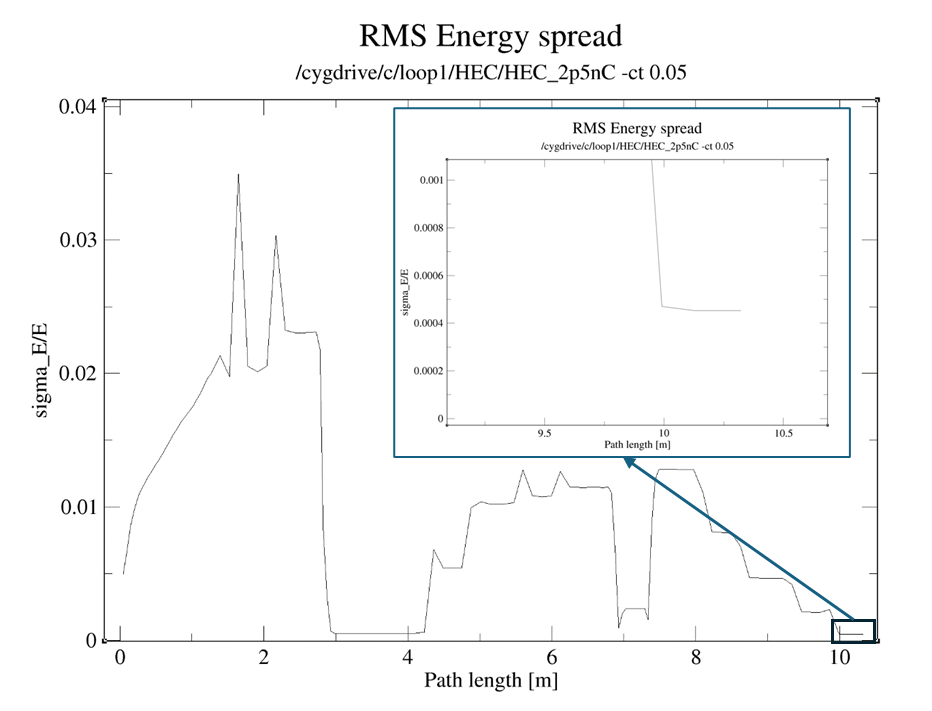 RMS Energy spread
/cygdrive/c/loop1/HEC/HEC_2p5nC -ct 0.05
0.04
0.03
0.02
0.01
0
sigma_E/E
0
2
4
6
8
10
Path length [m]
RMS Energy spread
/cygdrive/c/loop1/HEC/HEC_2p5nC -ct 0.05
0.001
0.0008
0.0006
0.0004
0.0002
0
sigma_E/E
9.5
10
10.5
Path length [m]